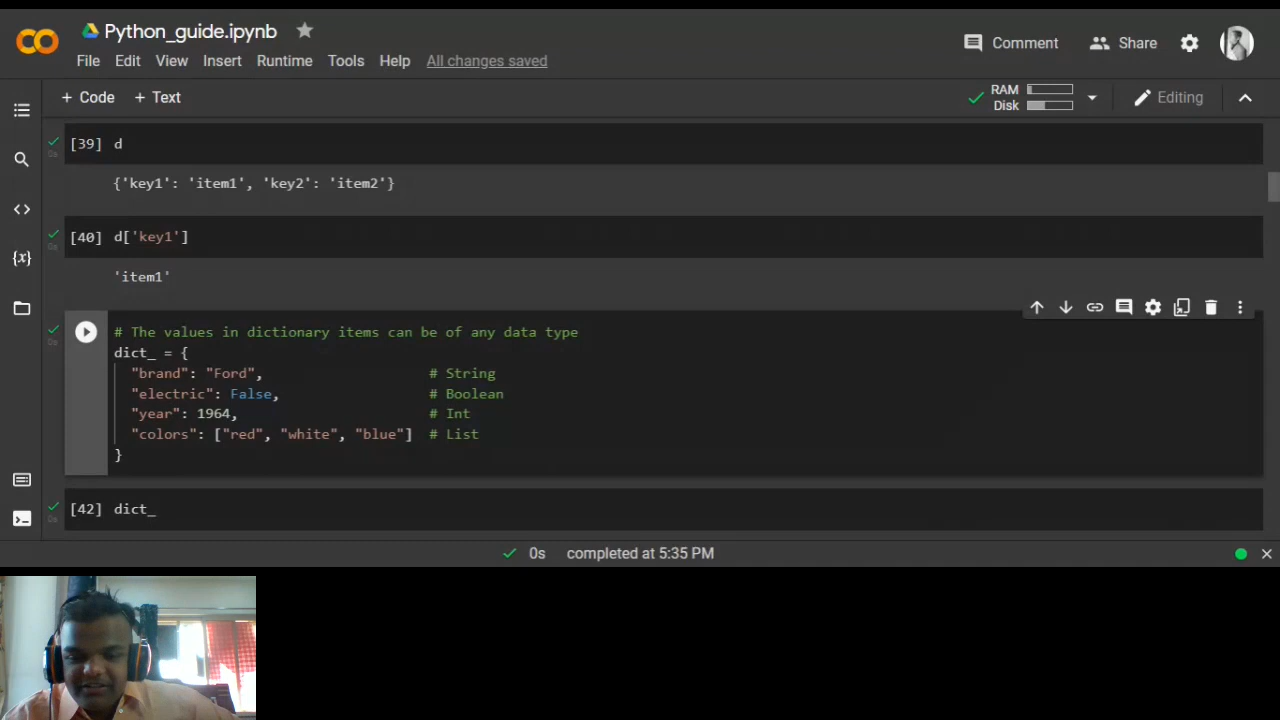 Python_guide.ipynb
File Edit View Insert Runtime Tools Help All changes saved
Comment Share
+ Code + Text
RAM
Disk
Editing
[39] d
{'key1': 'item1', 'key2': 'item2'}
[40] d['key1']
'item1'
# The values in dictionary items can be of any data type
dict_ = {
"brand": "Ford", # String
"electric": False, # Boolean
"year": 1964, # Int
"colors": ["red", "white", "blue"] # List
}
[42] dict_
0s completed at 5:35 PM